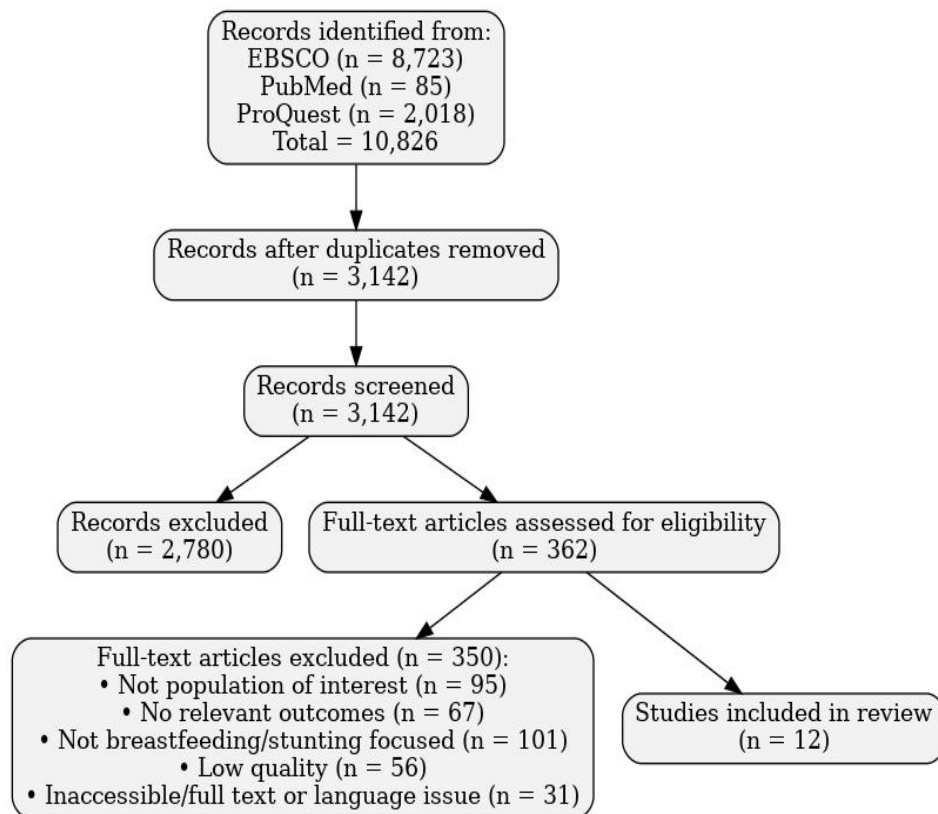 Records identified from:
EBSCO (n = 8,723)
PubMed (n = 85)
ProQuest (n = 2,018)
Total = 10,826
Records after duplicates removed
(n = 3,142)
Records screened
(n = 3,142)
Records excluded
(n = 2,780)
Full-text articles assessed for eligibility
(n = 362)
Full-text articles excluded (n = 350):
• Not population of interest (n = 95)
• No relevant outcomes (n = 67)
• Not breastfeeding/stunting focused (n = 101)
• Low quality (n = 56)
• Inaccessible/full text or language issue (n = 31)
Studies included in review
(n = 12)